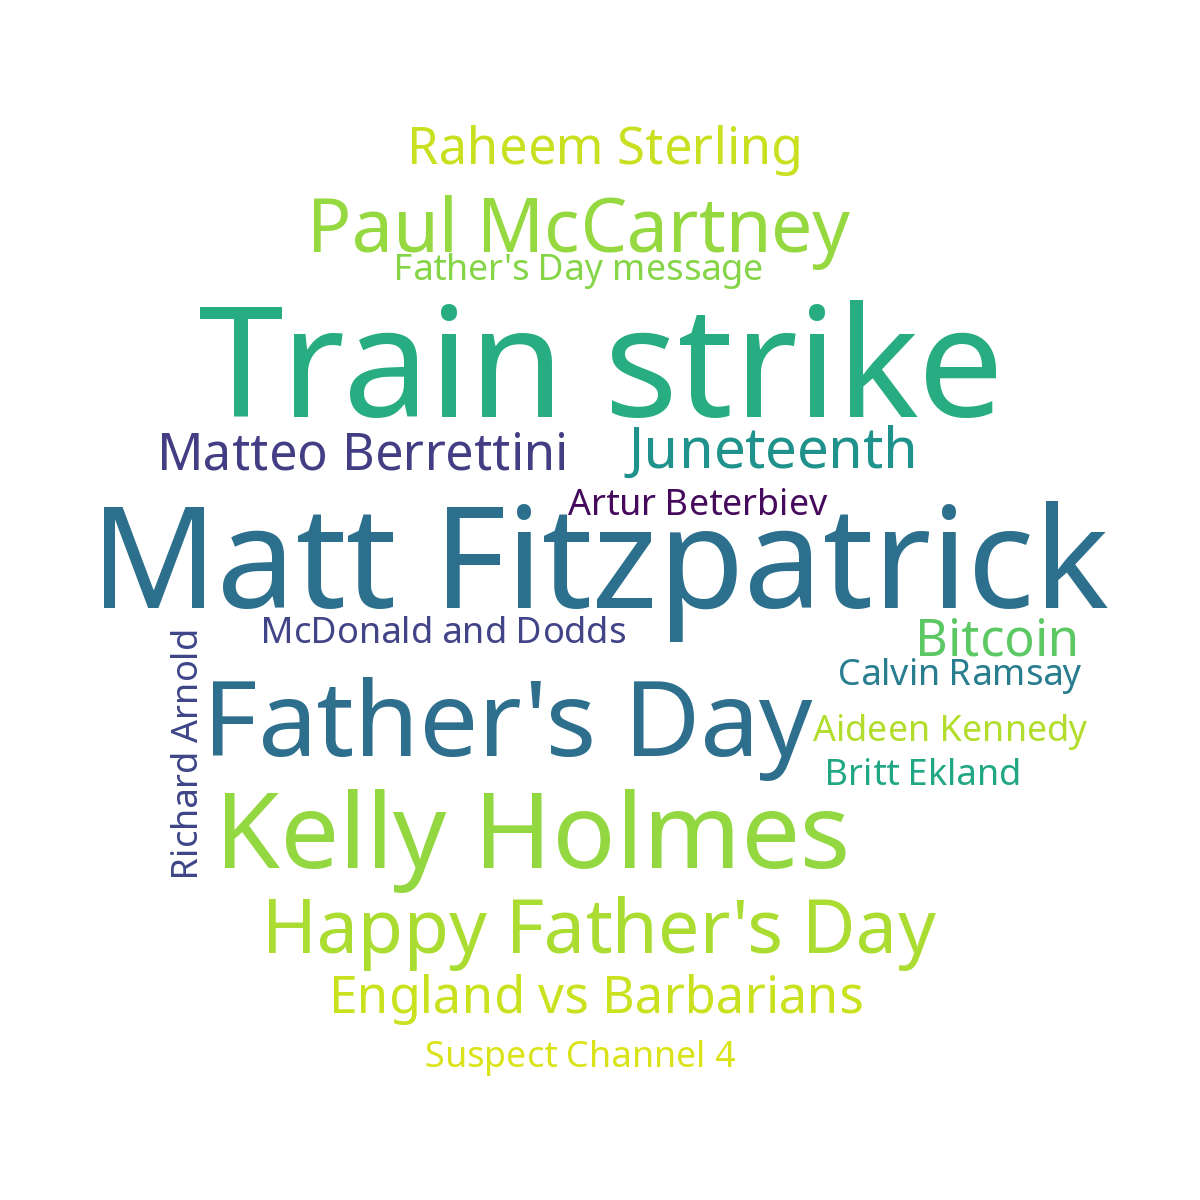 Raheem Sterling
Paul McCartney
Father's Day message
Train strike
Matteo Berrettini
Juneteenth
Artur Beterbiev
Matt Fitzpatrick
McDonald and Dodds
Bitcoin
Calvin Ramsay
Richard Arnold
Father's Day
Aideen Kennedy
Britt Ekland
Kelly Holmes
Happy Father's Day
England vs Barbarians
Suspect Channel 4